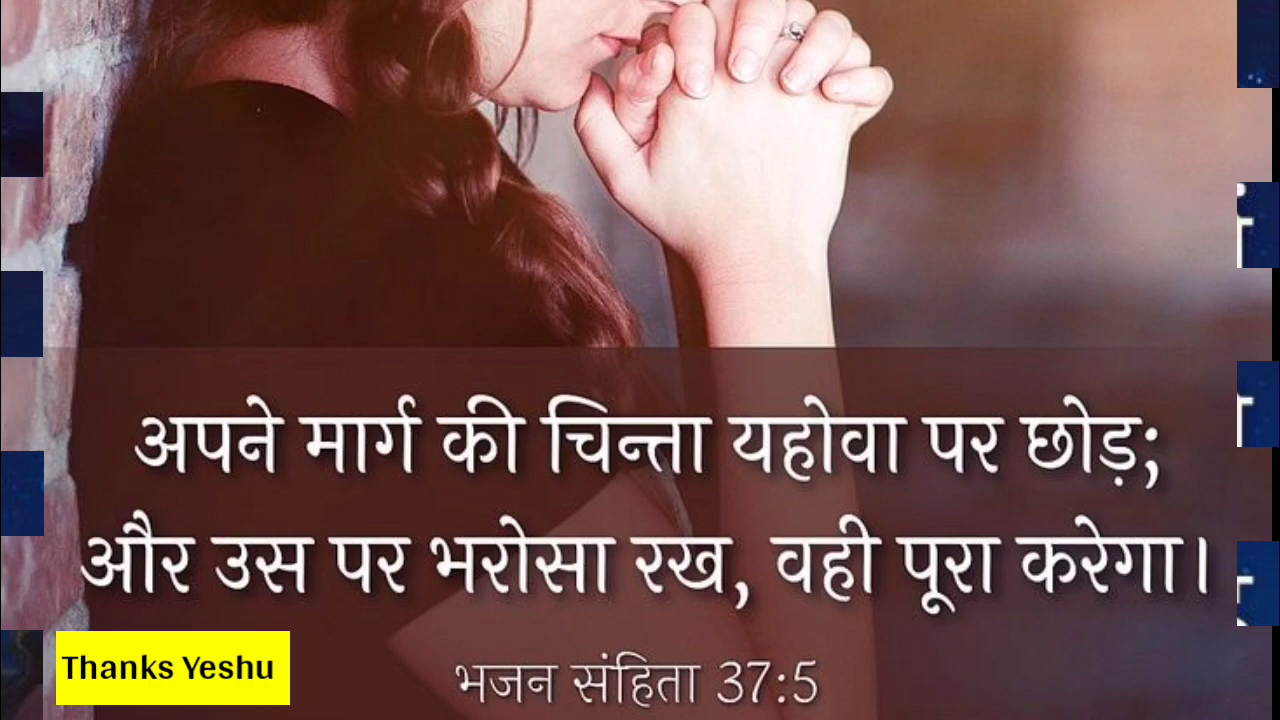 अपने मार्ग की चिन्ता यहोवा पर छोड़;
और उस पर भरोसा रख, वही पूरा करेगा।
Thanks Yeshu
भजन संहिता 37:5